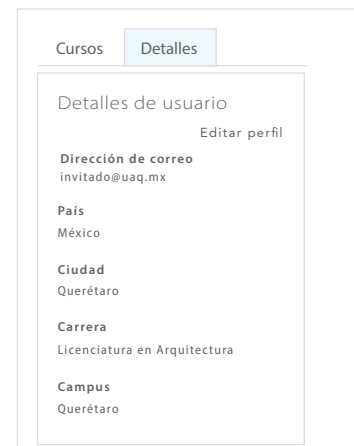 Cursos Detalles
Detalles de usuario
Editar perfil
Dirección de correo
invitado@uaq.mx
País
México
Ciudad
Querétaro
Carrera
Licenciatura en Arquitectura
Campus
Querétaro